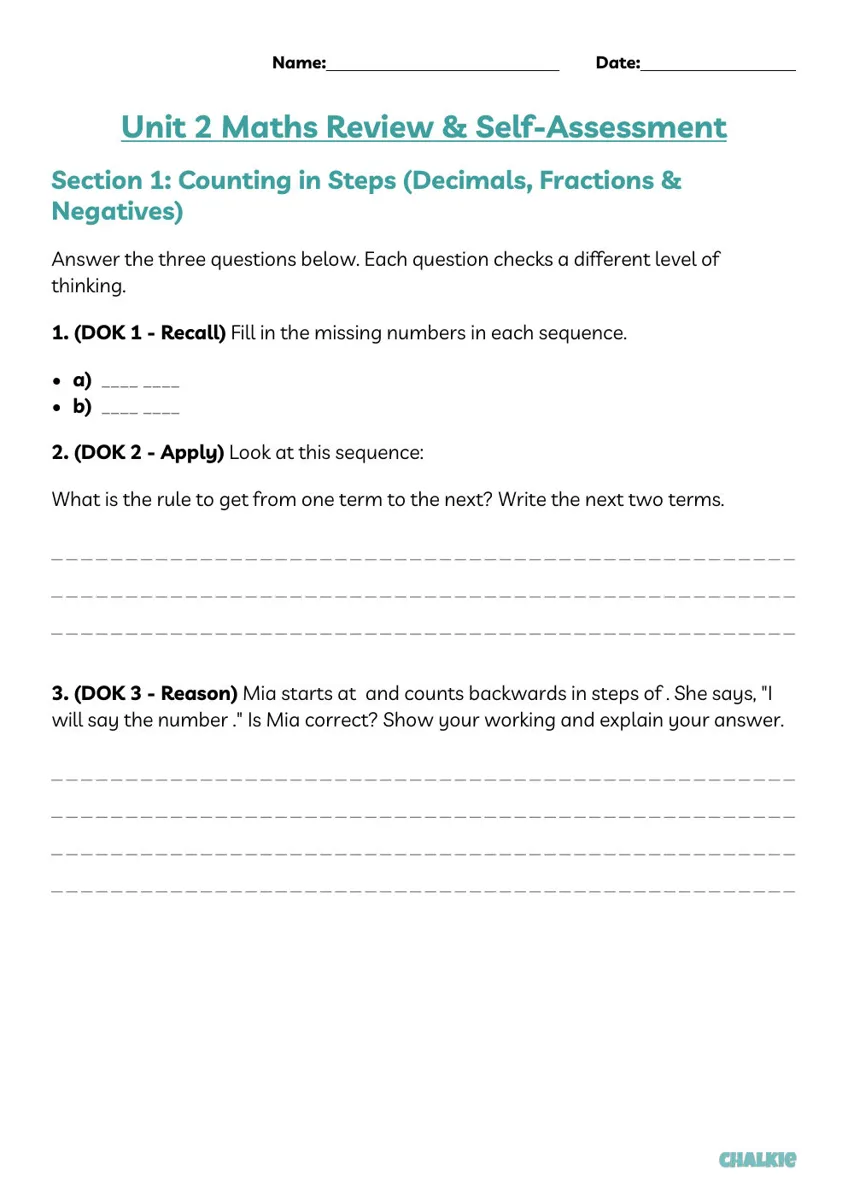 Name:________________ Date:________________
Unit 2 Maths Review & Self-Assessment
Section 1: Counting in Steps (Decimals, Fractions &
Negatives)
Answer the three questions below. Each question checks a different level of
thinking.
1. (DOK 1 - Recall) Fill in the missing numbers in each sequence.
• a) ____ ____
• b) ____ ____
2. (DOK 2 - Apply) Look at this sequence:
What is the rule to get from one term to the next? Write the next two terms.
3. (DOK 3 - Reason) Mia starts at  and counts backwards in steps of . She says, "I
will say the number ." Is Mia correct? Show your working and explain your answer.
CHALKIE